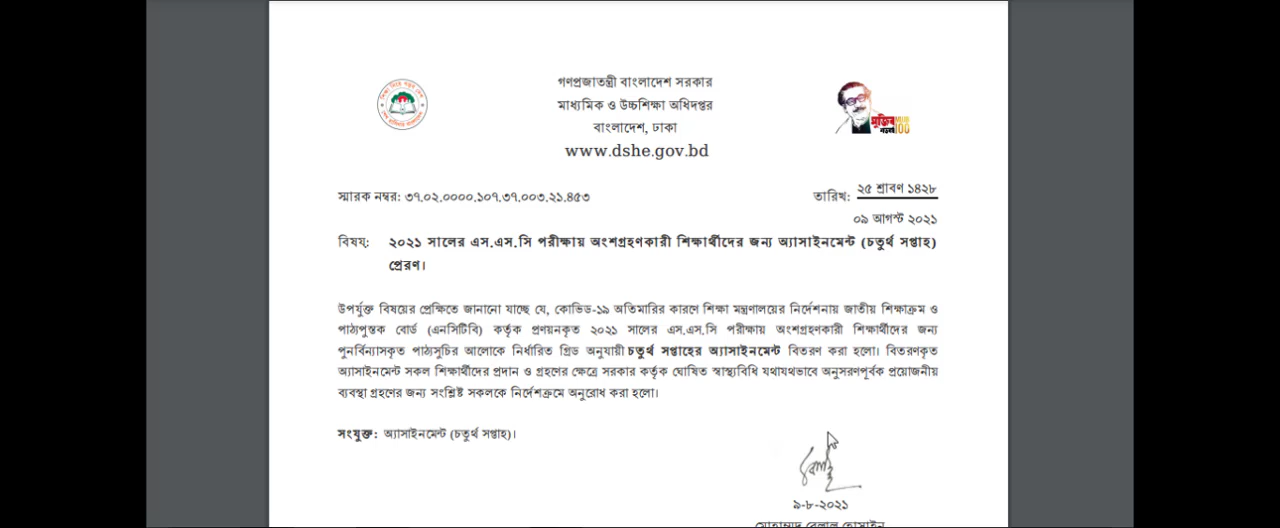 গণপ্রজাতন্ত্রী বাংলাদেশ সরকার
মাধ্যমিক ও উচ্চশিক্ষা অধিদপ্তর
বাংলাদেশ, ঢাকা
www.dshe.gov.bd
মুজিব
শতবর্ষ
100
স্মারক নম্বর: ৩৭.০২.০০০০.১০৭.৩৭.০০৩.২১.৪৫৩
তারিখ: ২৫ শ্রাবণ ১৪২৮
০৯ আগস্ট ২০২১
বিষয়: ২০২১ সালের এস.এস.সি পরীক্ষায় অংশগ্রহণকারী শিক্ষার্থীদের জন্য অ্যাসাইনমেন্ট (চতুর্থ সপ্তাহ)
প্রেরণ।
উপর্যুক্ত বিষয়ের প্রেক্ষিতে জানানো যাচ্ছে যে, কোভিড-১৯ অতিমারির কারণে শিক্ষা মন্ত্রণালয়ের নির্দেশনায় জাতীয় শিক্ষাক্রম ও
পাঠ্যপুস্তক বোর্ড (এনসিটিবি) কর্তৃক প্রণয়নকৃত ২০২১ সালের এস.এস.সি পরীক্ষায় অংশগ্রহণকারী শিক্ষার্থীদের জন্য
পুনর্বিন্যাসকৃত পাঠ্যসুচির আলোকে নির্ধারিত গ্রিড অনুযায়ী চতুর্থ সপ্তাহের অ্যাসাইনমেন্ট বিতরণ করা হলো। বিতরণকৃত
অ্যাসাইনমেন্ট সকল শিক্ষার্থীদের প্রদান ও গ্রহণের ক্ষেত্রে সরকার কর্তৃক ঘোষিত স্বাস্থ্যবিধি যথাযথভাবে অনুসরণপূর্বক প্রয়োজনীয়
ব্যবস্থা গ্রহণের জন্য সংশ্লিষ্ট সকলকে নির্দেশক্রমে অনুরোধ করা হলো।
সংযুক্ত: অ্যাসাইনমেন্ট (চতুর্থ সপ্তাহ)।
৯-৮-২০২১
মোহাম্মদ বেলাল হোসাইন